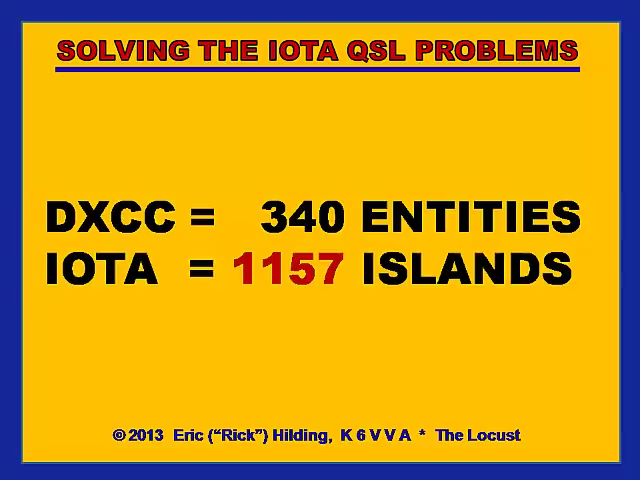 SOLVING THE IOTA QSL PROBLEMS
DXCC = 340 ENTITIES
IOTA = 1157 ISLANDS
© 2013 Eric (“Rick”) Hilding, K 6 V V A * The Locust